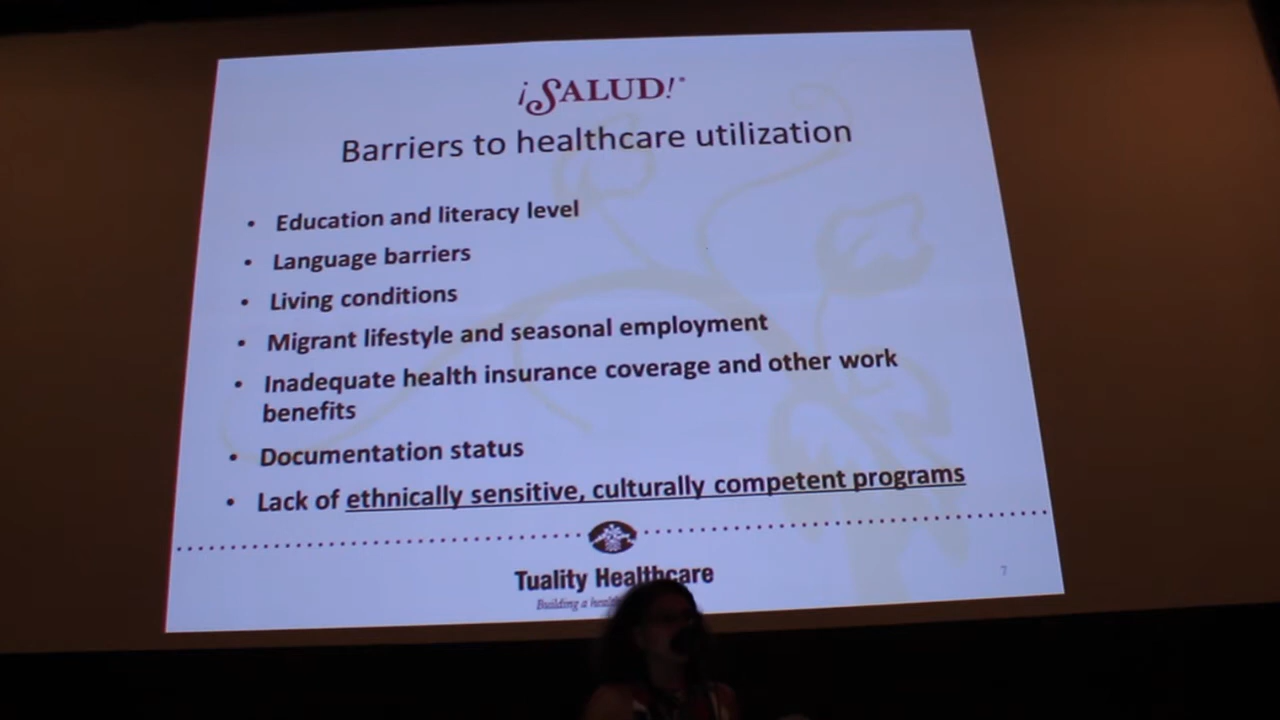 ¡SALUD!®
Barriers to healthcare utilization
• Education and literacy level
• Language barriers
• Living conditions
• Migrant lifestyle and seasonal employment
• Inadequate health insurance coverage and other work
benefits
• Documentation status
• Lack of ethnically sensitive, culturally competent programs
Tuality Healthcare
Building a
7